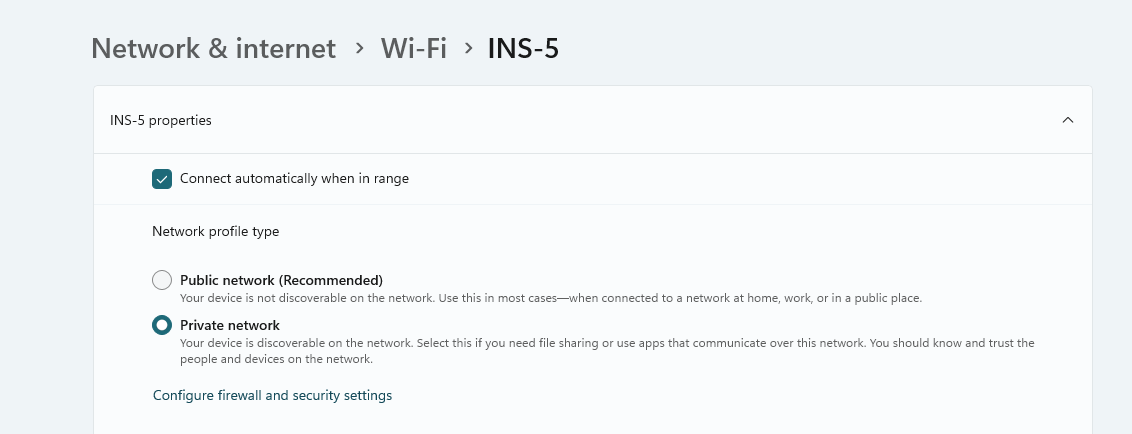 Network & internet > Wi-Fi > INS-5
INS-5 properties
Connect automatically when in range
Network profile type
Public network (Recommended)
Your device is not discoverable on the network. Use this in most cases—when connected to a network at home, work, or in a public place.
Private network
Your device is discoverable on the network. Select this if you need file sharing or use apps that communicate over this network. You should know and trust the
people and devices on the network.
Configure firewall and security settings